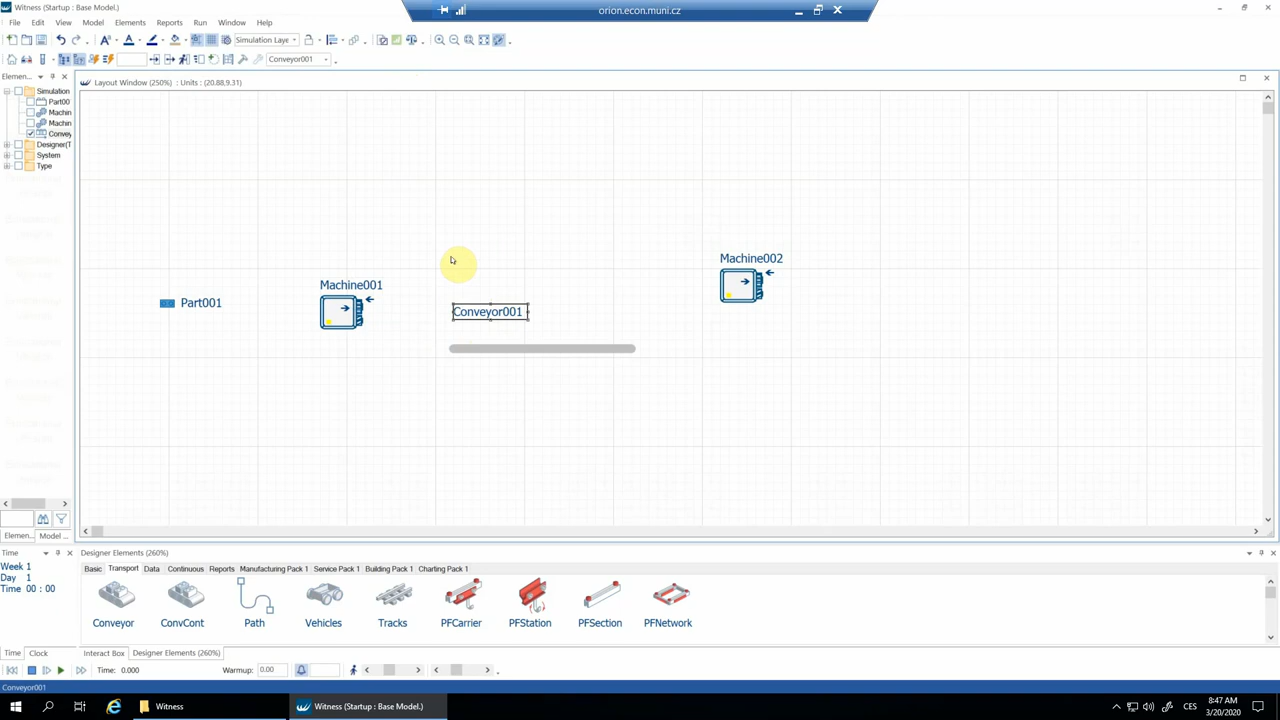 Witness (Startup : Base Model.)
orion.econ.muni.cz
File Edit View Model Elements Reports Run Window Help
Simulation Laye
Conveyor001
Elemen...
Layout Window (250%) : Units : (20.88,9.31)
Simulation
Part00
Machin
Machin
Convey
Designer(T
System
Type
Machine002
Machine001
Part001
Conveyor001
Elemen... Model ...
Time
Designer Elements (260%)
Week 1
Day 1
Time 00 : 00
Basic Transport Data Continuous Reports Manufacturing Pack 1 Service Pack 1 Building Pack 1 Charting Pack 1
Conveyor ConvCont Path Vehicles Tracks PFCarrier PFStation PFSection PFNetwork
Time Clock Interact Box Designer Elements (260%)
Time: 0.000 Warmup: 0.00
Conveyor001
Witness Witness (Startup : Base Model.)
CES
8:47 AM
3/20/2020